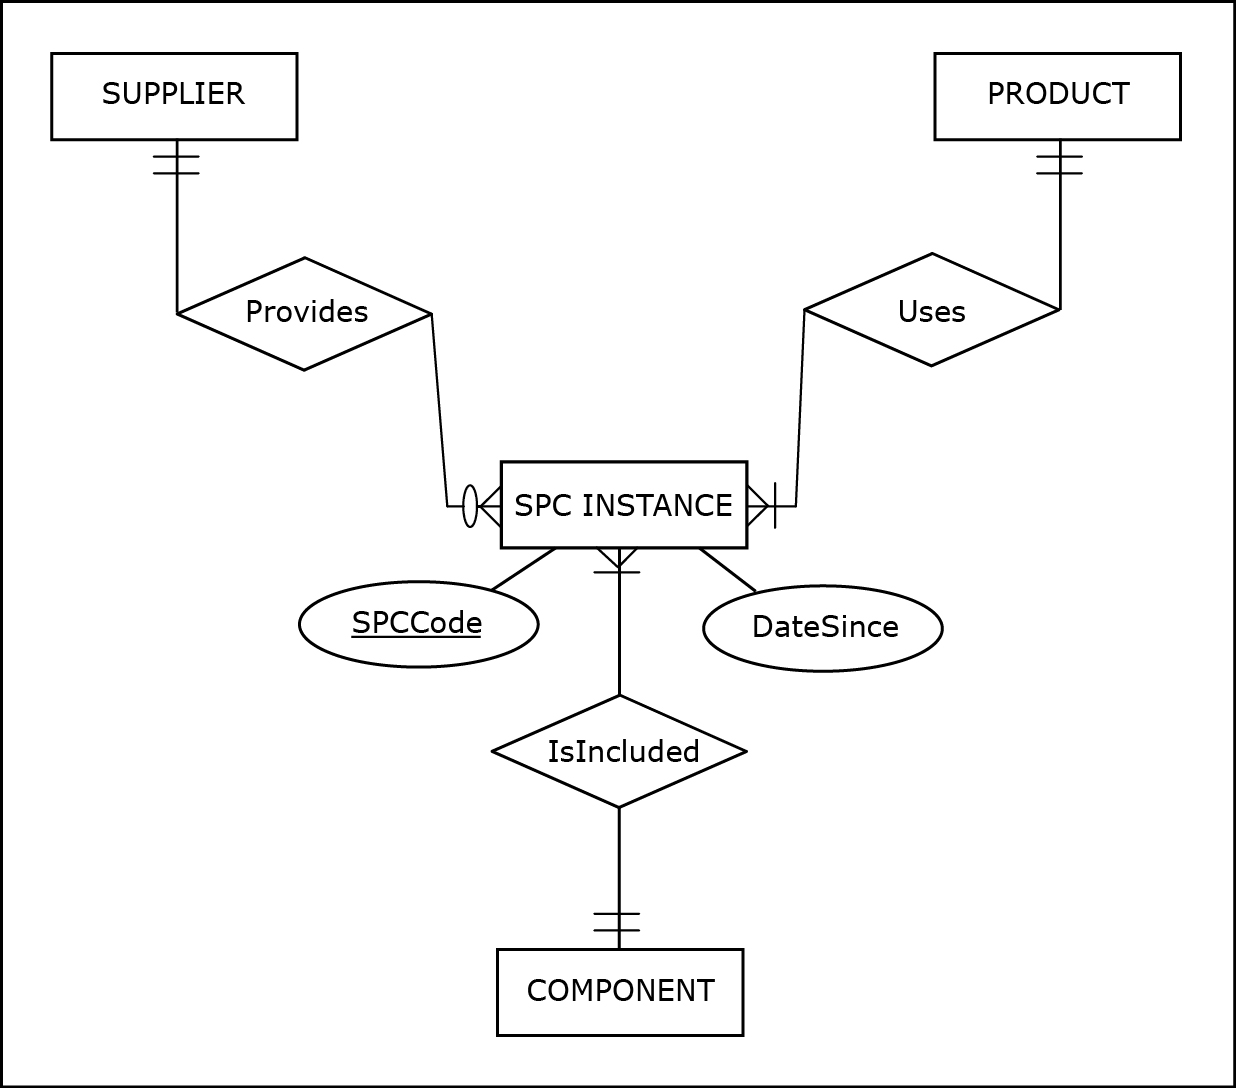 SUPPLIER
PRODUCT
Provides
Uses
SPC INSTANCE
SPCCode
DateSince
IsIncluded
COMPONENT